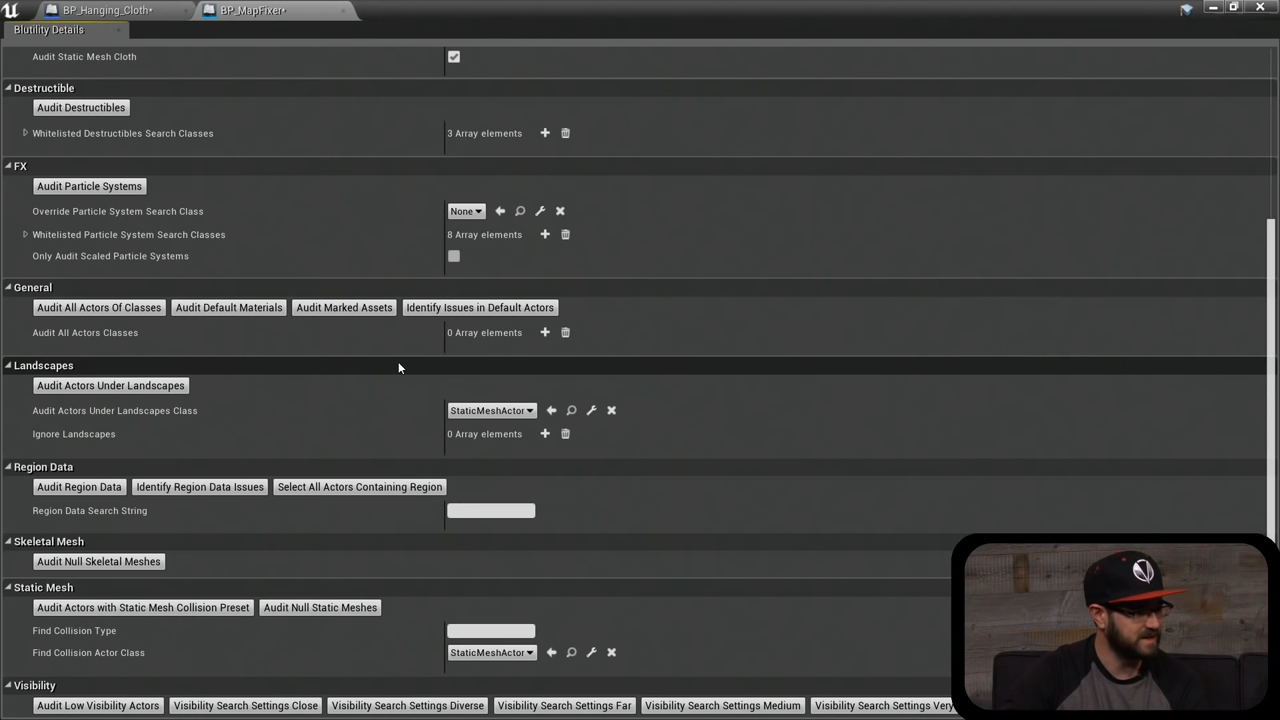 BP_Hanging_Cloth* BP_MapFixer*
Blutility Details
Audit Static Mesh Cloth
Destructible
Audit Destructibles
Whitelisted Destructibles Search Classes 3 Array elements
FX
Audit Particle Systems
Override Particle System Search Class None
Whitelisted Particle System Search Classes 8 Array elements
Only Audit Scaled Particle Systems
General
Audit All Actors Of Classes Audit Default Materials Audit Marked Assets Identify Issues in Default Actors
Audit All Actors Classes 0 Array elements
Landscapes
Audit Actors Under Landscapes
Audit Actors Under Landscapes Class StaticMeshActor
Ignore Landscapes 0 Array elements
Region Data
Audit Region Data Identify Region Data Issues Select All Actors Containing Region
Region Data Search String
Skeletal Mesh
Audit Null Skeletal Meshes
Static Mesh
Audit Actors with Static Mesh Collision Preset Audit Null Static Meshes
Find Collision Type
Find Collision Actor Class StaticMeshActor
Visibility
Audit Low Visibility Actors Visibility Search Settings Close Visibility Search Settings Diverse Visibility Search Settings Far Visibility Search Settings Medium Visibility Search Settings Very